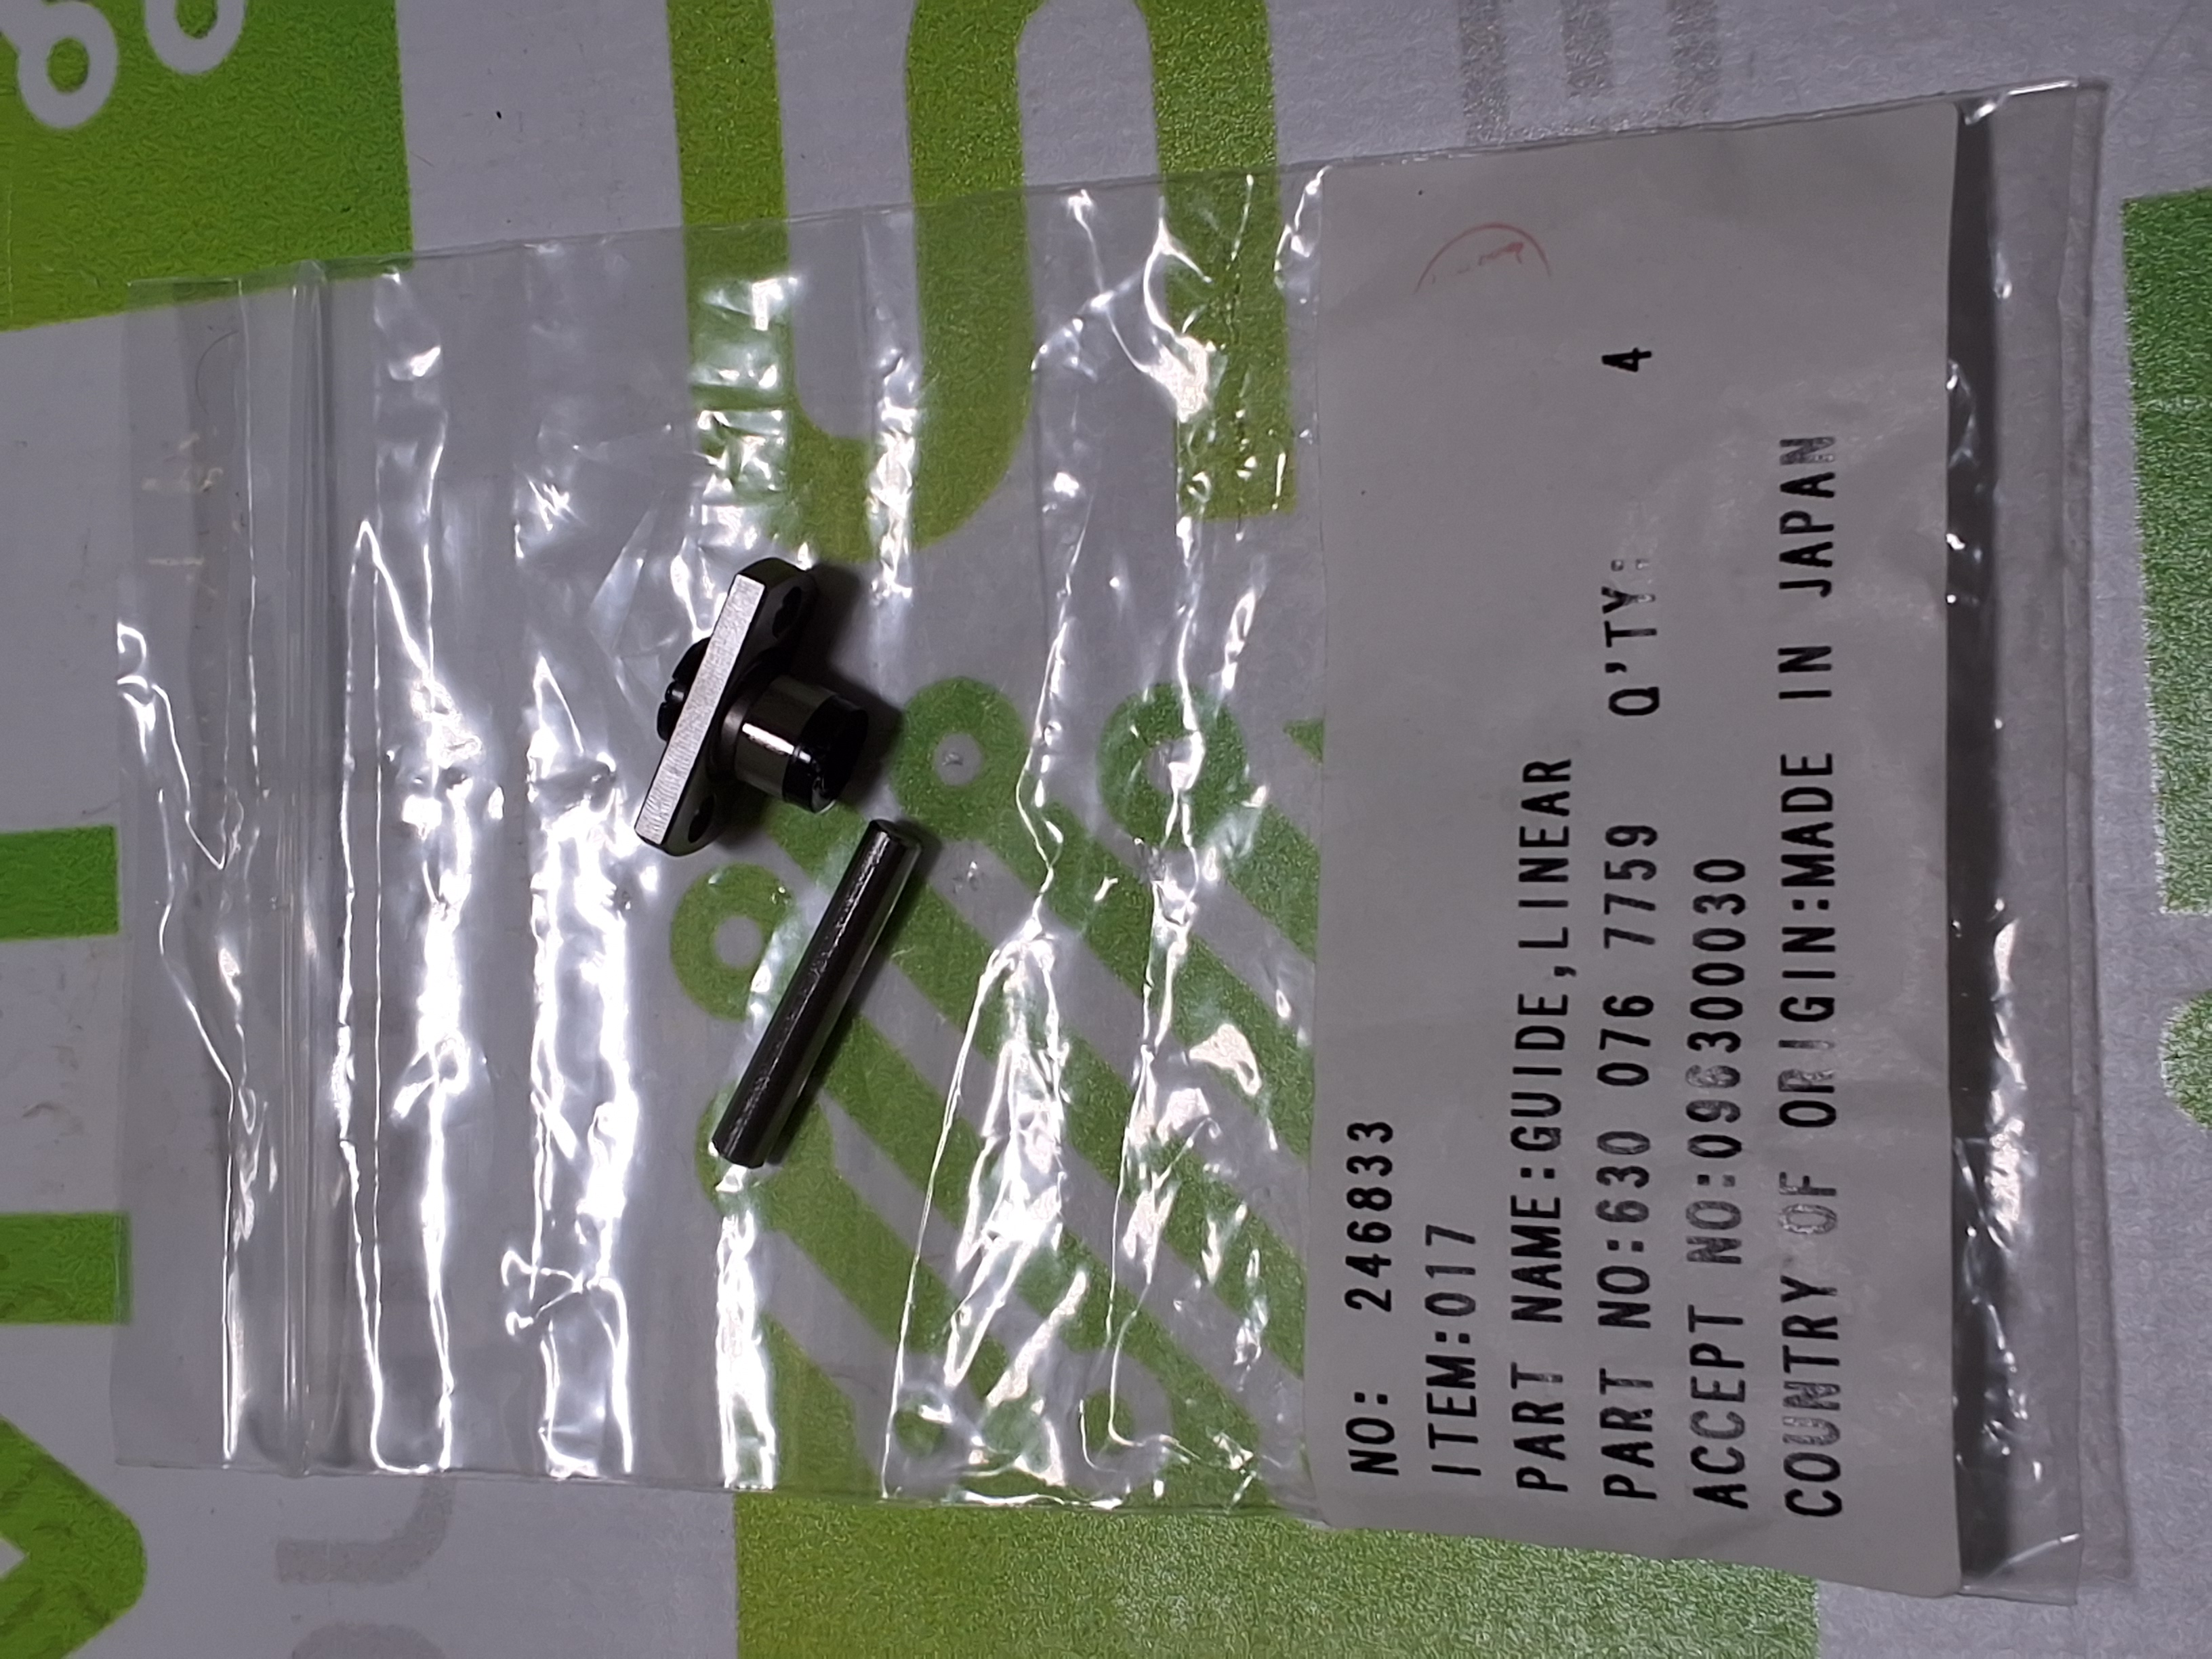 NO: 246833
ITEM:017
PART NAME:GUIDE,LINEAR
PART NO:630 076 7759 Q'TY: 4
ACCEPT NO:096300030
COUNTRY OF ORIGIN:MADE IN JAPAN